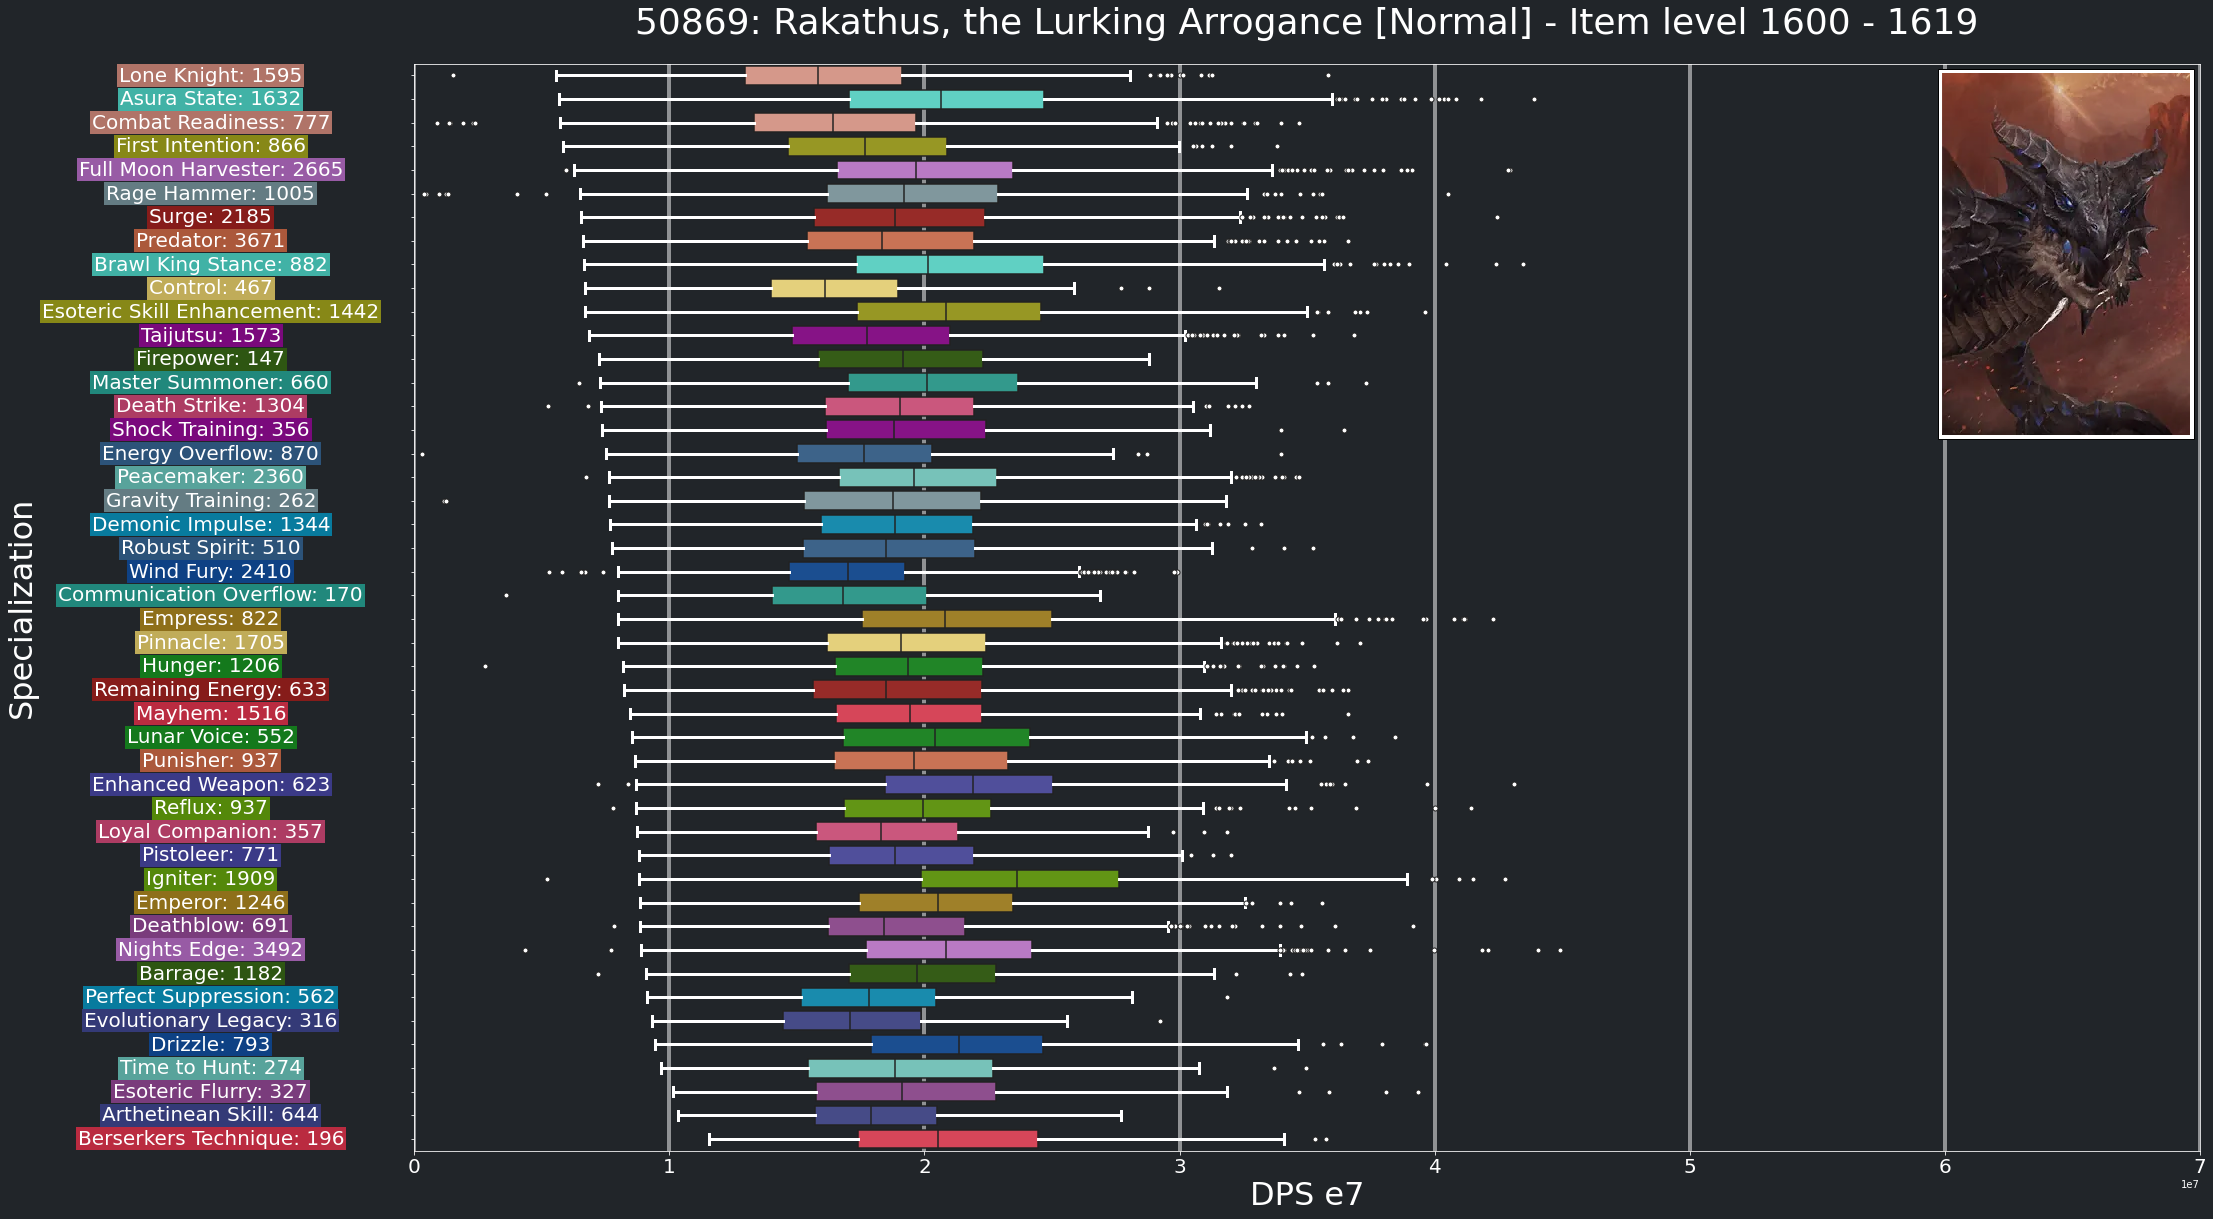 50869: Rakathus, the Lurking Arrogance [Normal] - Item level 1600 - 1619
Specialization
Lone Knight: 1595
Asura State: 1632
Combat Readiness: 777
First Intention: 866
Full Moon Harvester: 2665
Rage Hammer: 1005
Surge: 2185
Predator: 3671
Brawl King Stance: 882
Control: 467
Esoteric Skill Enhancement: 1442
Taijutsu: 1573
Firepower: 147
Master Summoner: 660
Death Strike: 1304
Shock Training: 356
Energy Overflow: 870
Peacemaker: 2360
Gravity Training: 262
Demonic Impulse: 1344
Robust Spirit: 510
Wind Fury: 2410
Communication Overflow: 170
Empress: 822
Pinnacle: 1705
Hunger: 1206
Remaining Energy: 633
Mayhem: 1516
Lunar Voice: 552
Punisher: 937
Enhanced Weapon: 623
Reflux: 937
Loyal Companion: 357
Pistoleer: 771
Igniter: 1909
Emperor: 1246
Deathblow: 691
Nights Edge: 3492
Barrage: 1182
Perfect Suppression: 562
Evolutionary Legacy: 316
Drizzle: 793
Time to Hunt: 274
Esoteric Flurry: 327
Arthetinean Skill: 644
Berserkers Technique: 196
0 1 2 3 4 5 6 7
DPS e7
1e7